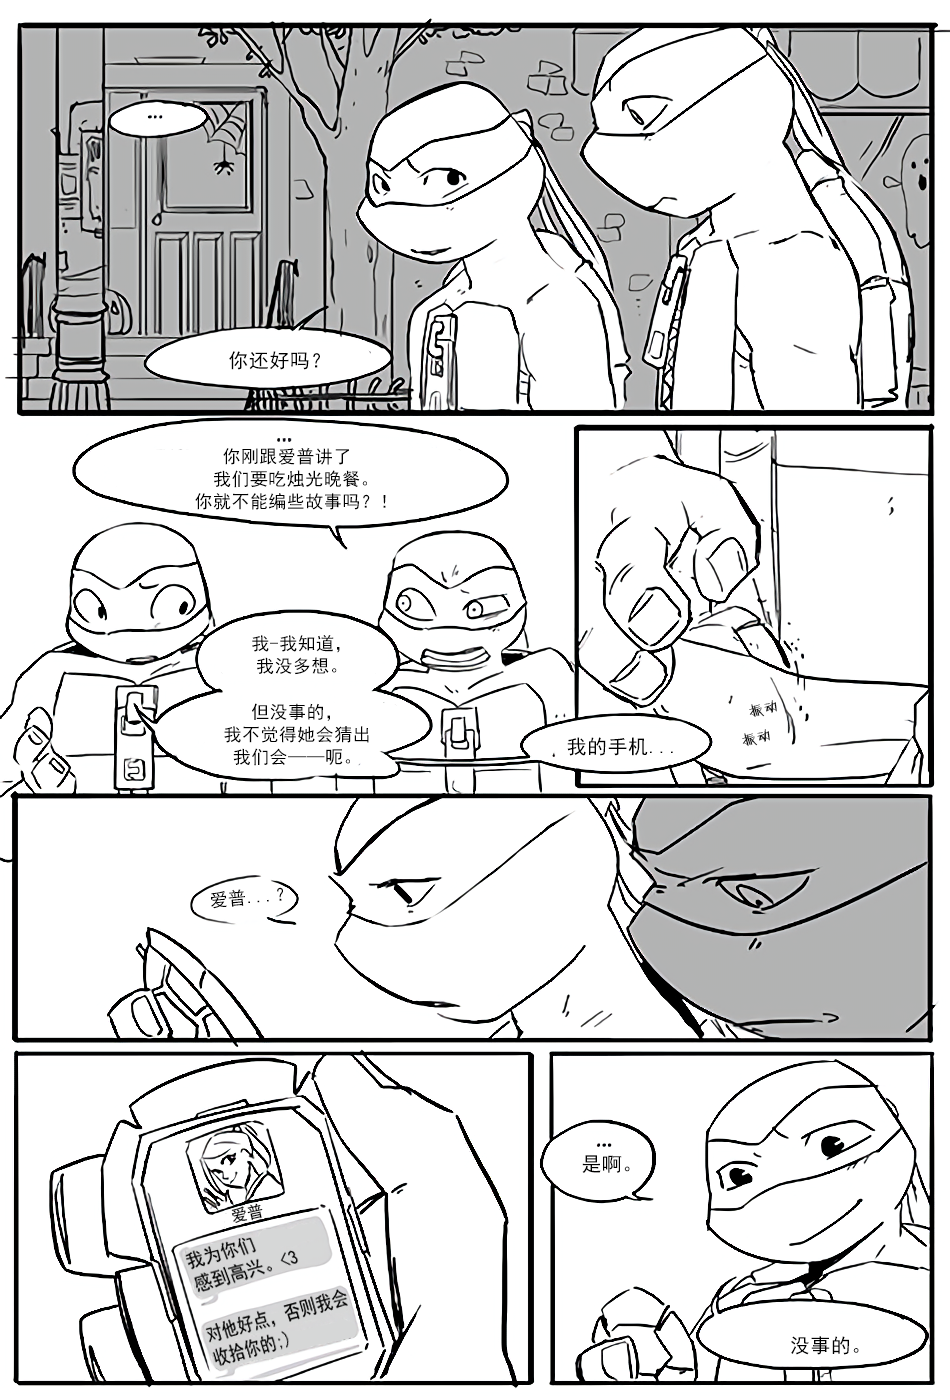 ...
你还好吗？
...
你刚跟爱普讲了
我们要吃烛光晚餐。
你就不能编些故事吗？！
我-我知道，
我没多想。
但没事的，
我不觉得她会猜出
我们会——呃。
振动
振动
我的手机...
爱普...？
爱普
我为你们
感到高兴。<3
对他好点，否则我会
收拾你的;)
...
是啊。
没事的。